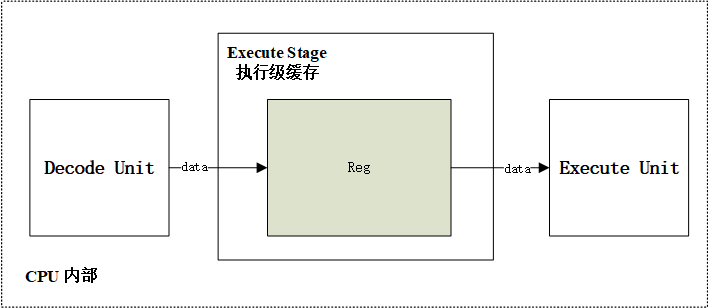 Execute Stage
执行级缓存
Decode Unit
data
Reg
data
Execute Unit
CPU 内部